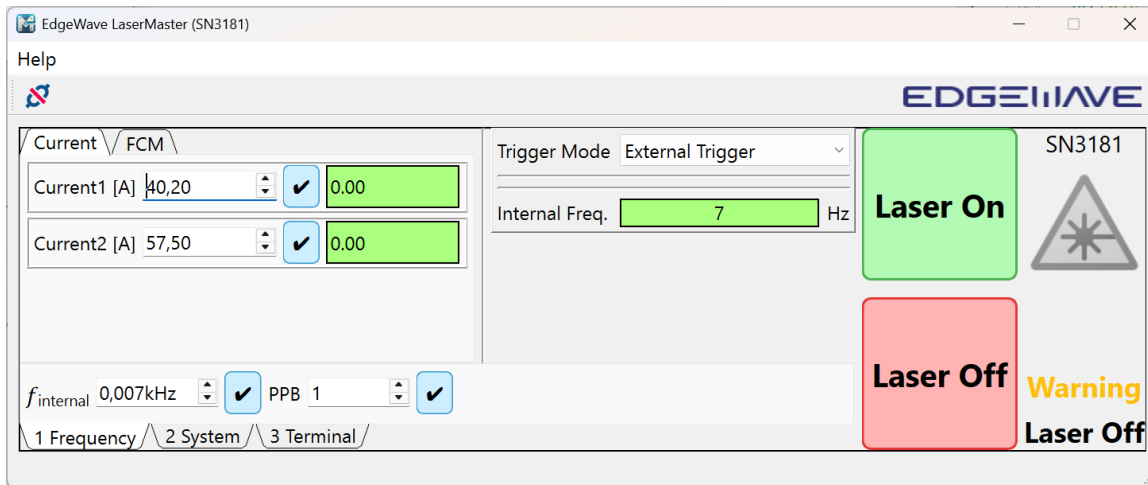 EdgeWave LaserMaster (SN3181)
Help
EDGEWAVE
Current FCM
Current1 [A] 40,20 0.00
Current2 [A] 57,50 0.00
Trigger Mode External Trigger
Internal Freq. 7 Hz
Laser On
SN3181
Laser Off
Warning
Laser Off
f internal 0,007kHz PPB 1
1 Frequency 2 System 3 Terminal